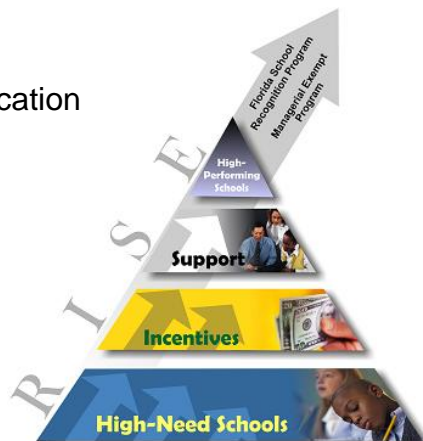 cation
Florida School
Recognition Program
Managerial Exempt
Program
R I S E
High-
Performing
Schools
Support
Incentives
High-Need Schools